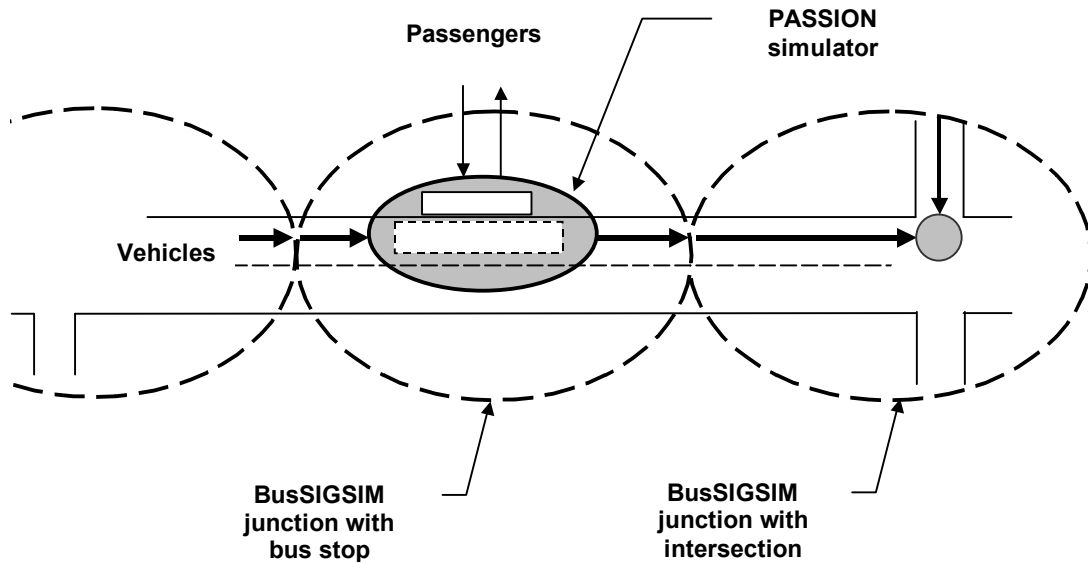 PASSION
simulator
Passengers
Vehicles
BusSIGSIM
junction with
bus stop
BusSIGSIM
junction with
intersection